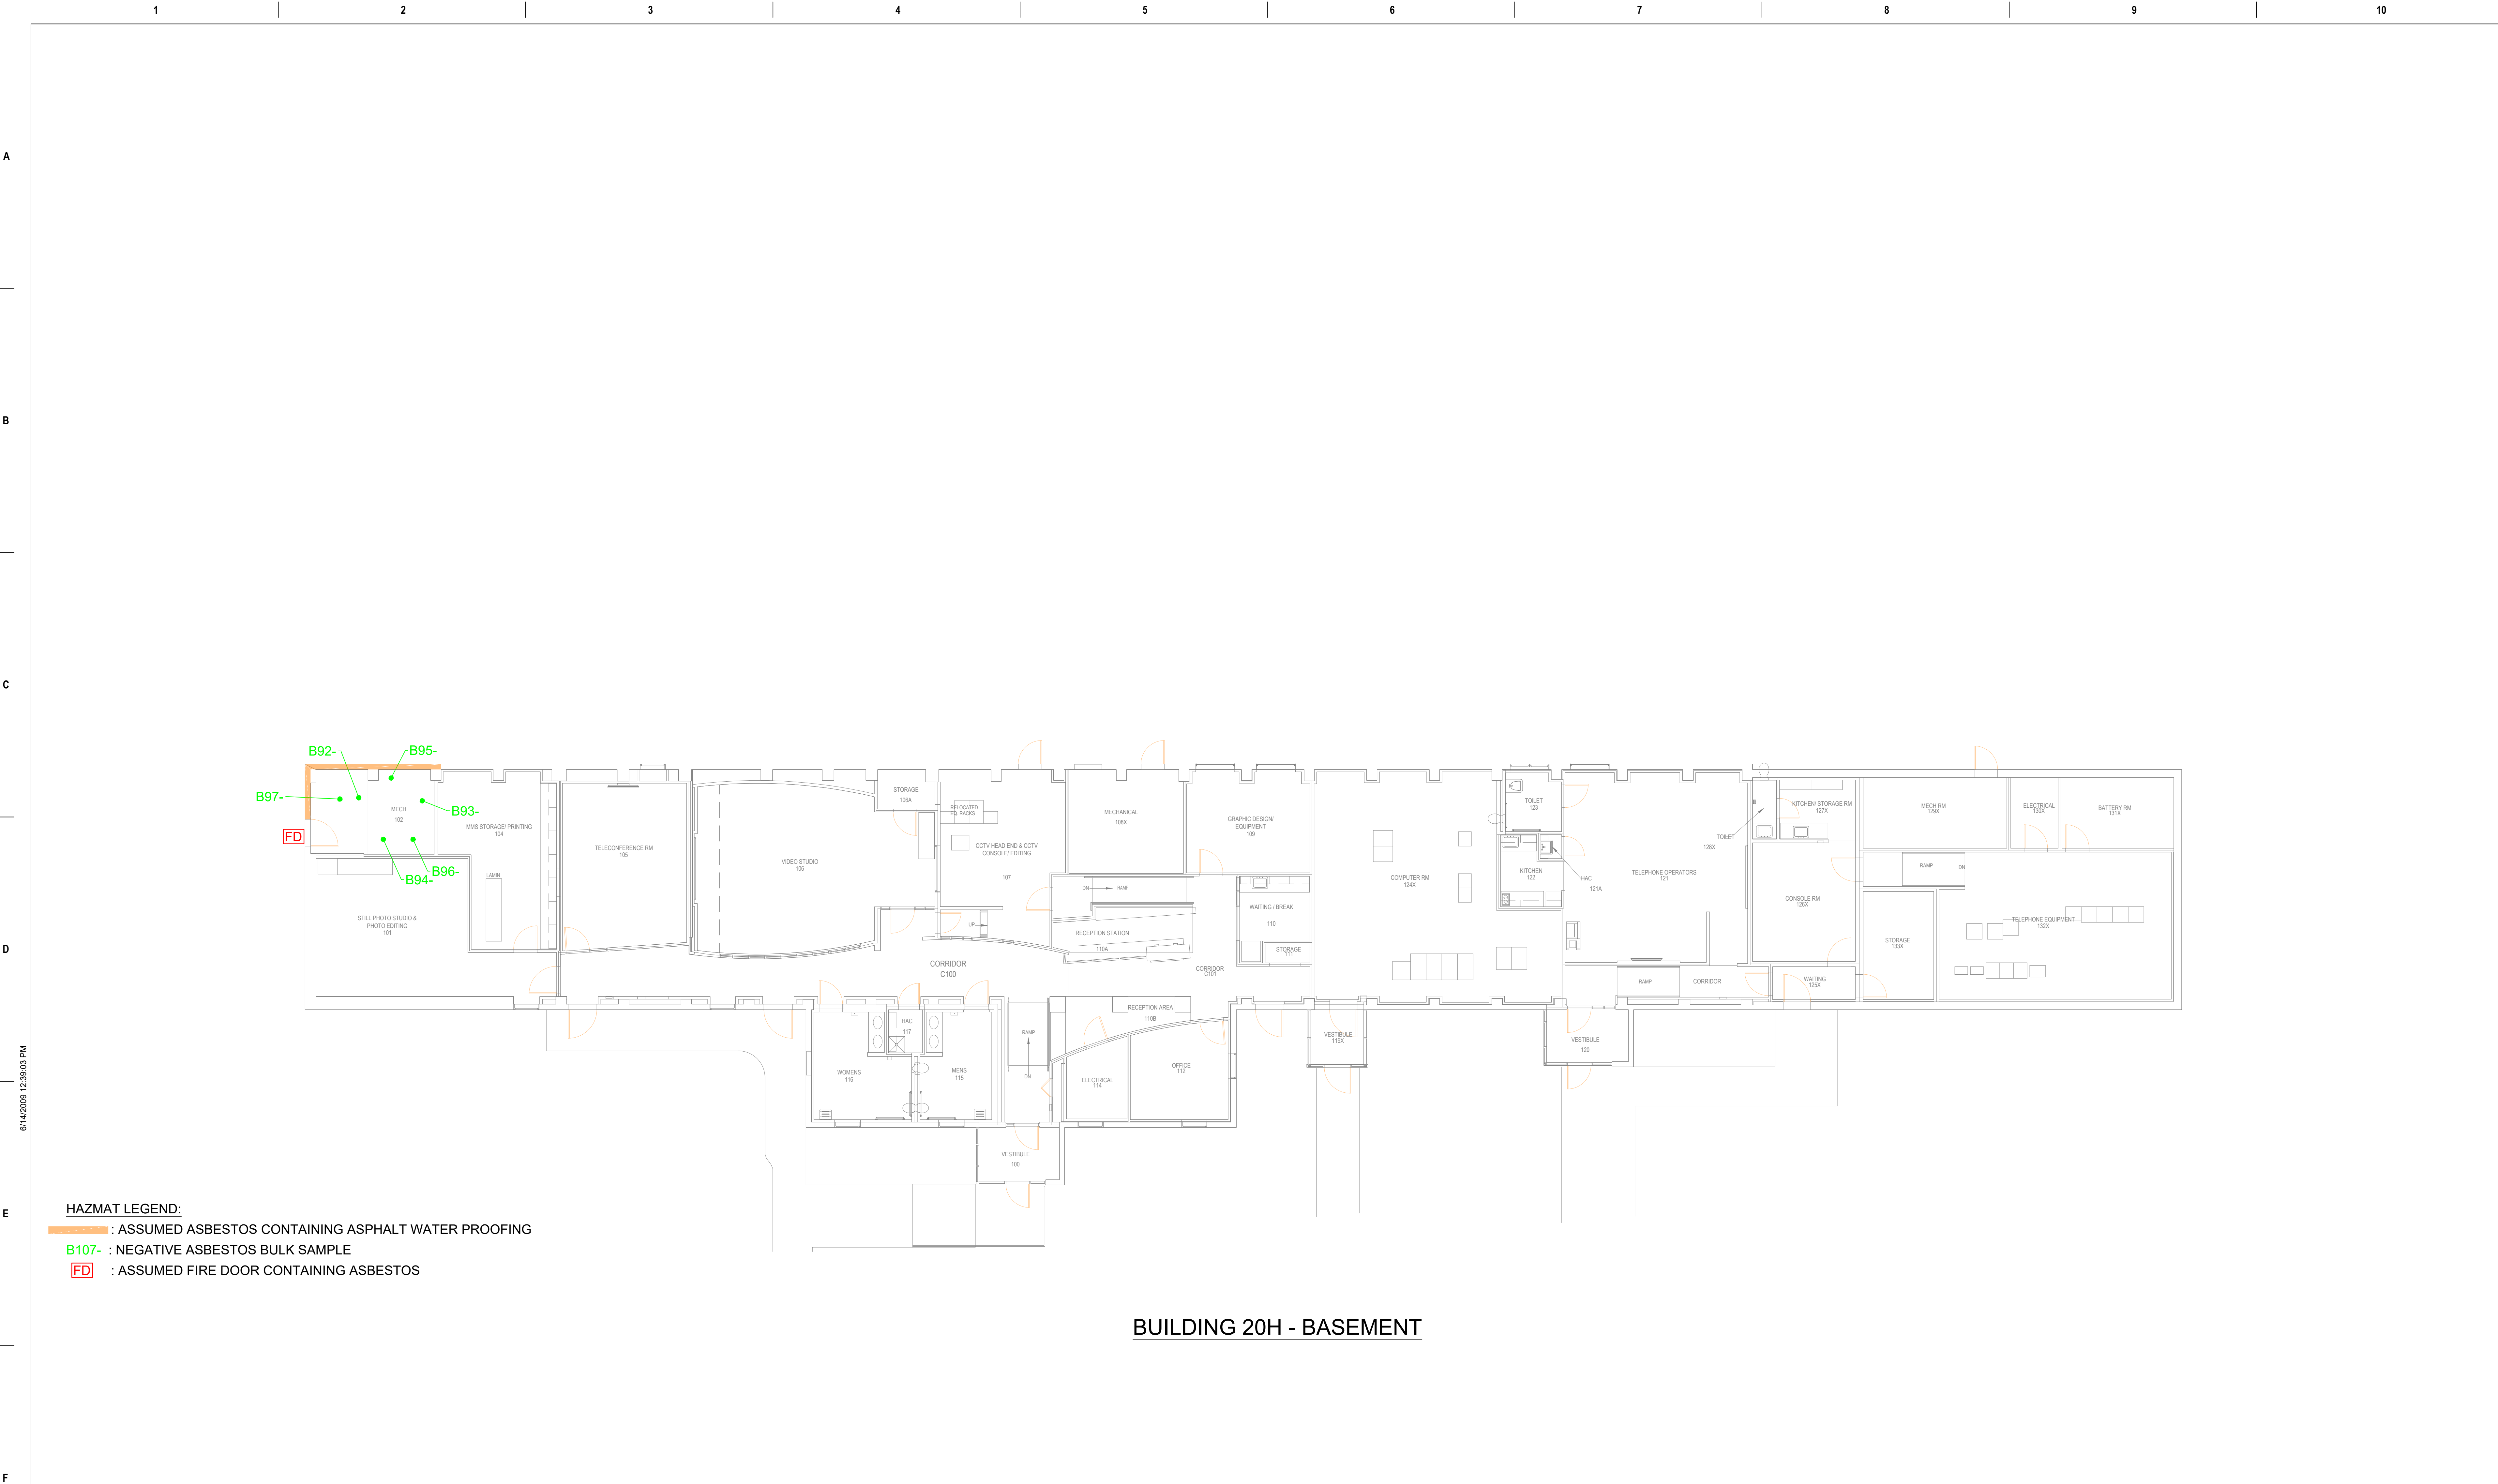 1 2 3 4 5 6 7 8 9 10
A
B
C
D
E
F
B92-
B95-
B97-
B93-
B94-
B96-
FD
MECH
102
MMS STORAGE/ PRINTING
104
LAMIN
STILL PHOTO STUDIO &
PHOTO EDITING
101
TELECONFERENCE RM
105
VIDEO STUDIO
106
STORAGE
106A
RELOCATED
EQ. RACKS
CCTV HEAD END & CCTV
CONSOLE/ EDITING
107
UP
MECHANICAL
108X
GRAPHIC DESIGN/
EQUIPMENT
109
DN
RAMP
RECEPTION STATION
110A
WAITING / BREAK
110
STORAGE
111
CORRIDOR
C100
CORRIDOR
C101
RECEPTION AREA
110B
HAC
117
WOMENS
116
MENS
115
RAMP
DN
ELECTRICAL
114
OFFICE
112
VESTIBULE
100
COMPUTER RM
124X
VESTIBULE
119X
TOILET
123
KITCHEN
122
HAC
121A
TELEPHONE OPERATORS
121
TOILET
128X
RAMP
CORRIDOR
VESTIBULE
120
KITCHEN/ STORAGE RM
127X
CONSOLE RM
126X
WAITING
125X
MECH RM
129X
ELECTRICAL
130X
BATTERY RM
131X
RAMP
DN
STORAGE
133X
TELEPHONE EQUIPMENT
132X
6/14/2009 12:39:03 PM
HAZMAT LEGEND:
: ASSUMED ASBESTOS CONTAINING ASPHALT WATER PROOFING
B107- : NEGATIVE ASBESTOS BULK SAMPLE
FD : ASSUMED FIRE DOOR CONTAINING ASBESTOS
BUILDING 20H - BASEMENT